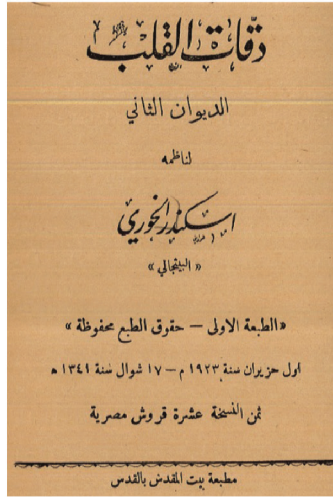 دقات القلب
الديوان الثاني
لناظمه
اسكندر الخوري
« البيتجالي »
« الطبعة الاولى – حقوق الطبع محفوظة »
اول حزيران سنة ١٩٢٣ م – ١٧ شوال سنة ١٣٤١ ه
ثمن النسخة عشرة قروش مصرية
مطبعة بيت المقدس بالقدس